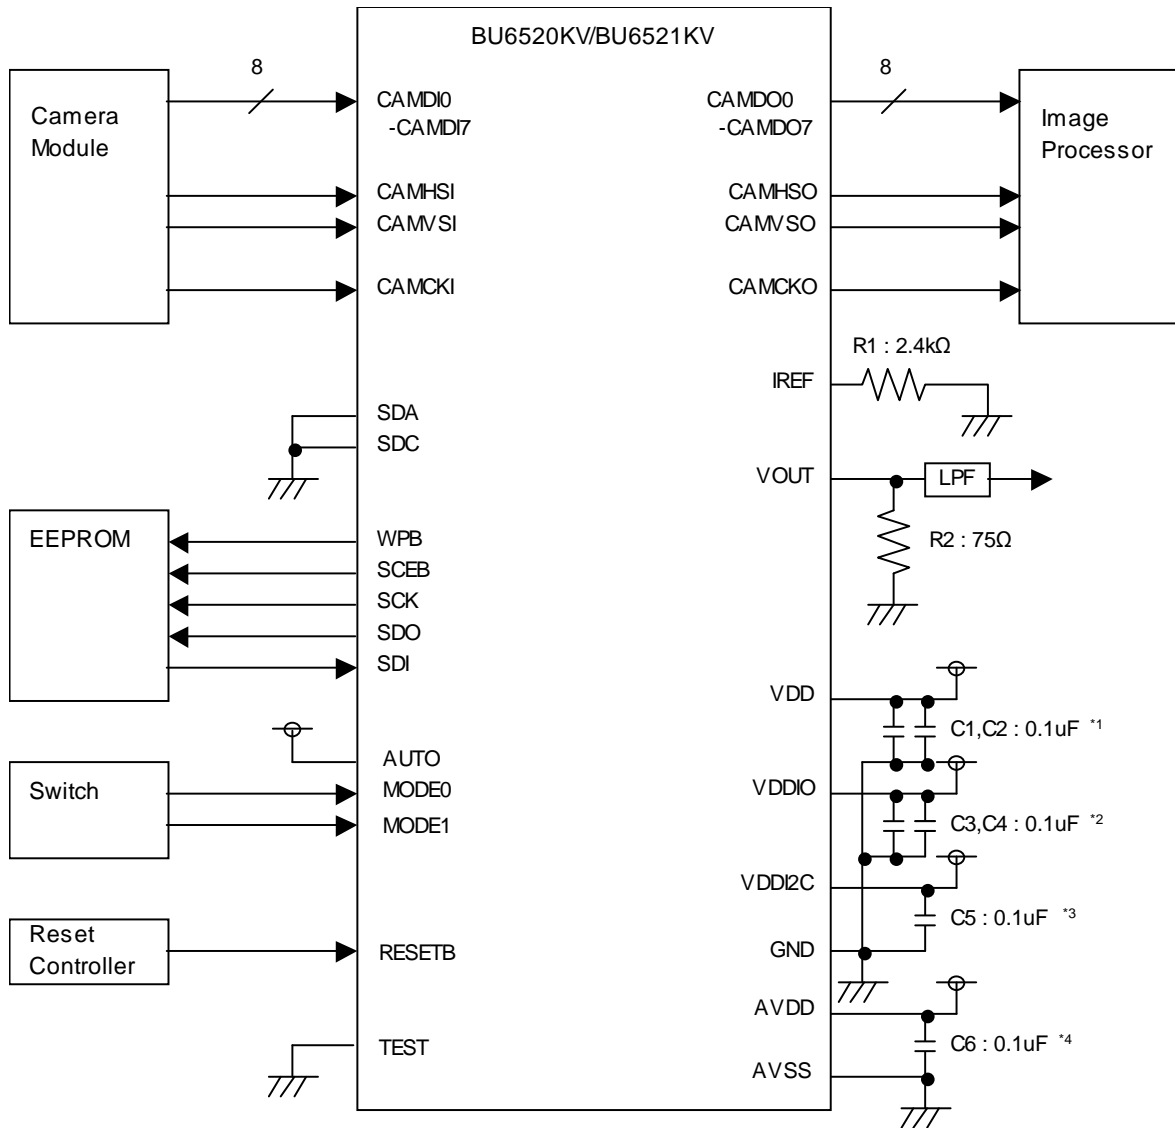 BU6520KV/BU6521KV
8
8
Camera
Module
CAMDI0
-CAMDI7
CAMDO0
-CAMDO7
Image
Processor
CAMHSI
CAMHSO
CAMVSI
CAMVSO
CAMCKI
CAMCKO
R1 : 2.4kΩ
IREF
SDA
SDC
VOUT
LPF
R2 : 75Ω
EEPROM
WPB
SCEB
SCK
SDO
SDI
VDD
C1,C2 : 0.1uF *1
AUTO
Switch
MODE0
VDDIO
MODE1
C3,C4 : 0.1uF *2
VDDI2C
C5 : 0.1uF *3
Reset
Controller
RESETB
GND
AVDD
TEST
C6 : 0.1uF *4
AVSS